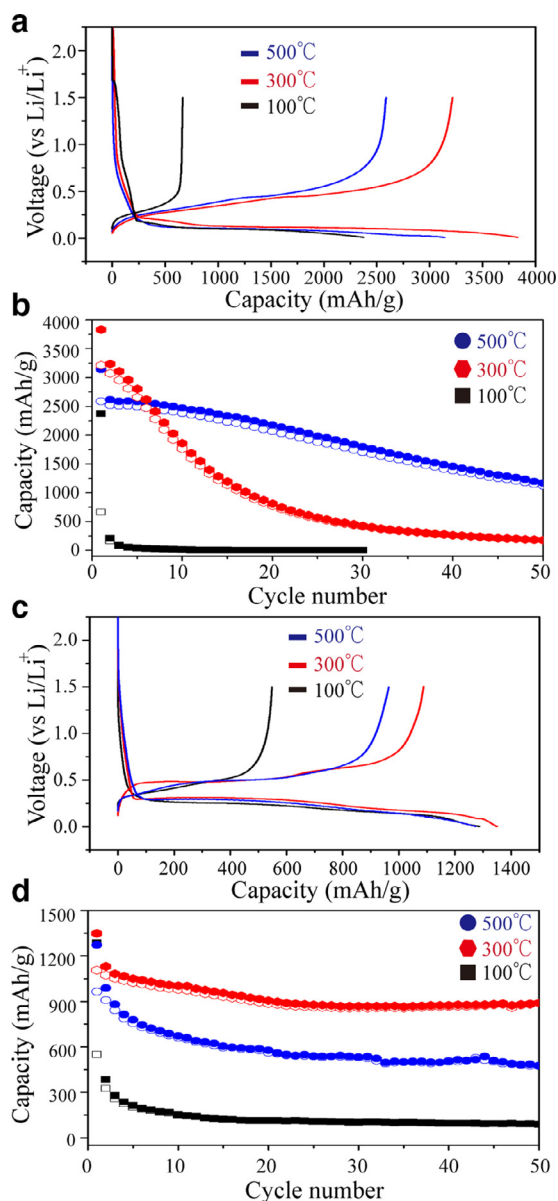 a
500℃
300℃
100℃
Voltage (vs Li/Li⁺)
2.0
1.5
1.0
0.5
0.0
0 500 1000 1500 2000 2500 3000 3500 4000
Capacity (mAh/g)
b
500℃
300℃
100℃
Capacity (mAh/g)
4000
3500
3000
2500
2000
1500
1000
500
0
0 10 20 30 40 50
Cycle number
c
500℃
300℃
100℃
Voltage (vs Li/Li⁺)
2.0
1.5
1.0
0.5
0.0
0 200 400 600 800 1000 1200 1400
Capacity (mAh/g)
d
500℃
300℃
100℃
Capacity (mAh/g)
1500
1200
900
600
300
0
0 10 20 30 40 50
Cycle number